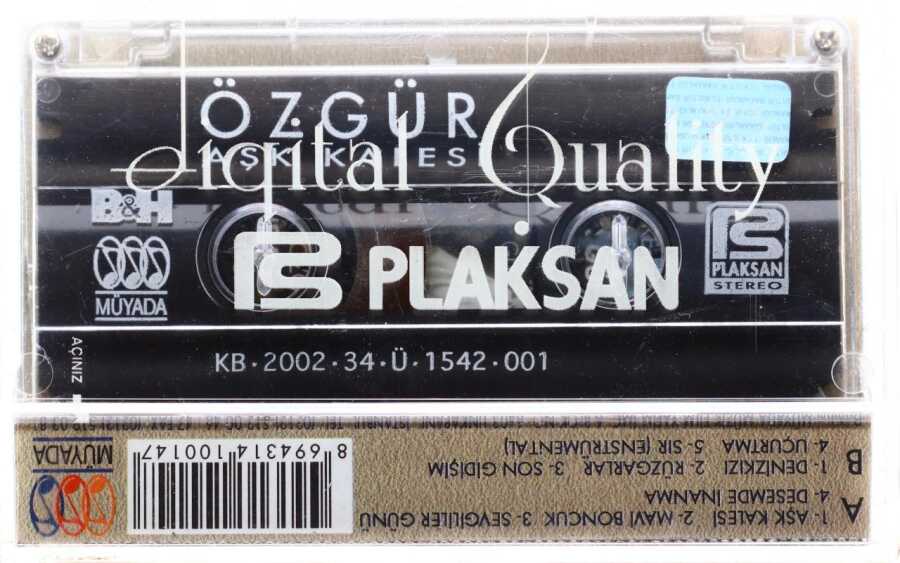 ÖZGÜR
AŞK KALESİ
Digital Quality
B&H
MÜYADA
PLAKSAN
PLAKSAN
STEREO
AÇINIZ
KB·2002·34·Ü·1542·001
A
1- AŞK KALESİ 2- MAVİ BONCUK 3- SEVGİLİLER GÜNÜ
4- DESEMDE İNANMA
B
1- DENİZKIZI 2- RÜZGARLAR 3- SON GİDİŞİM
4- UÇURTMA 5- SIR (ENSTRÜMENTAL)
8 694314 100147
MÜYADA